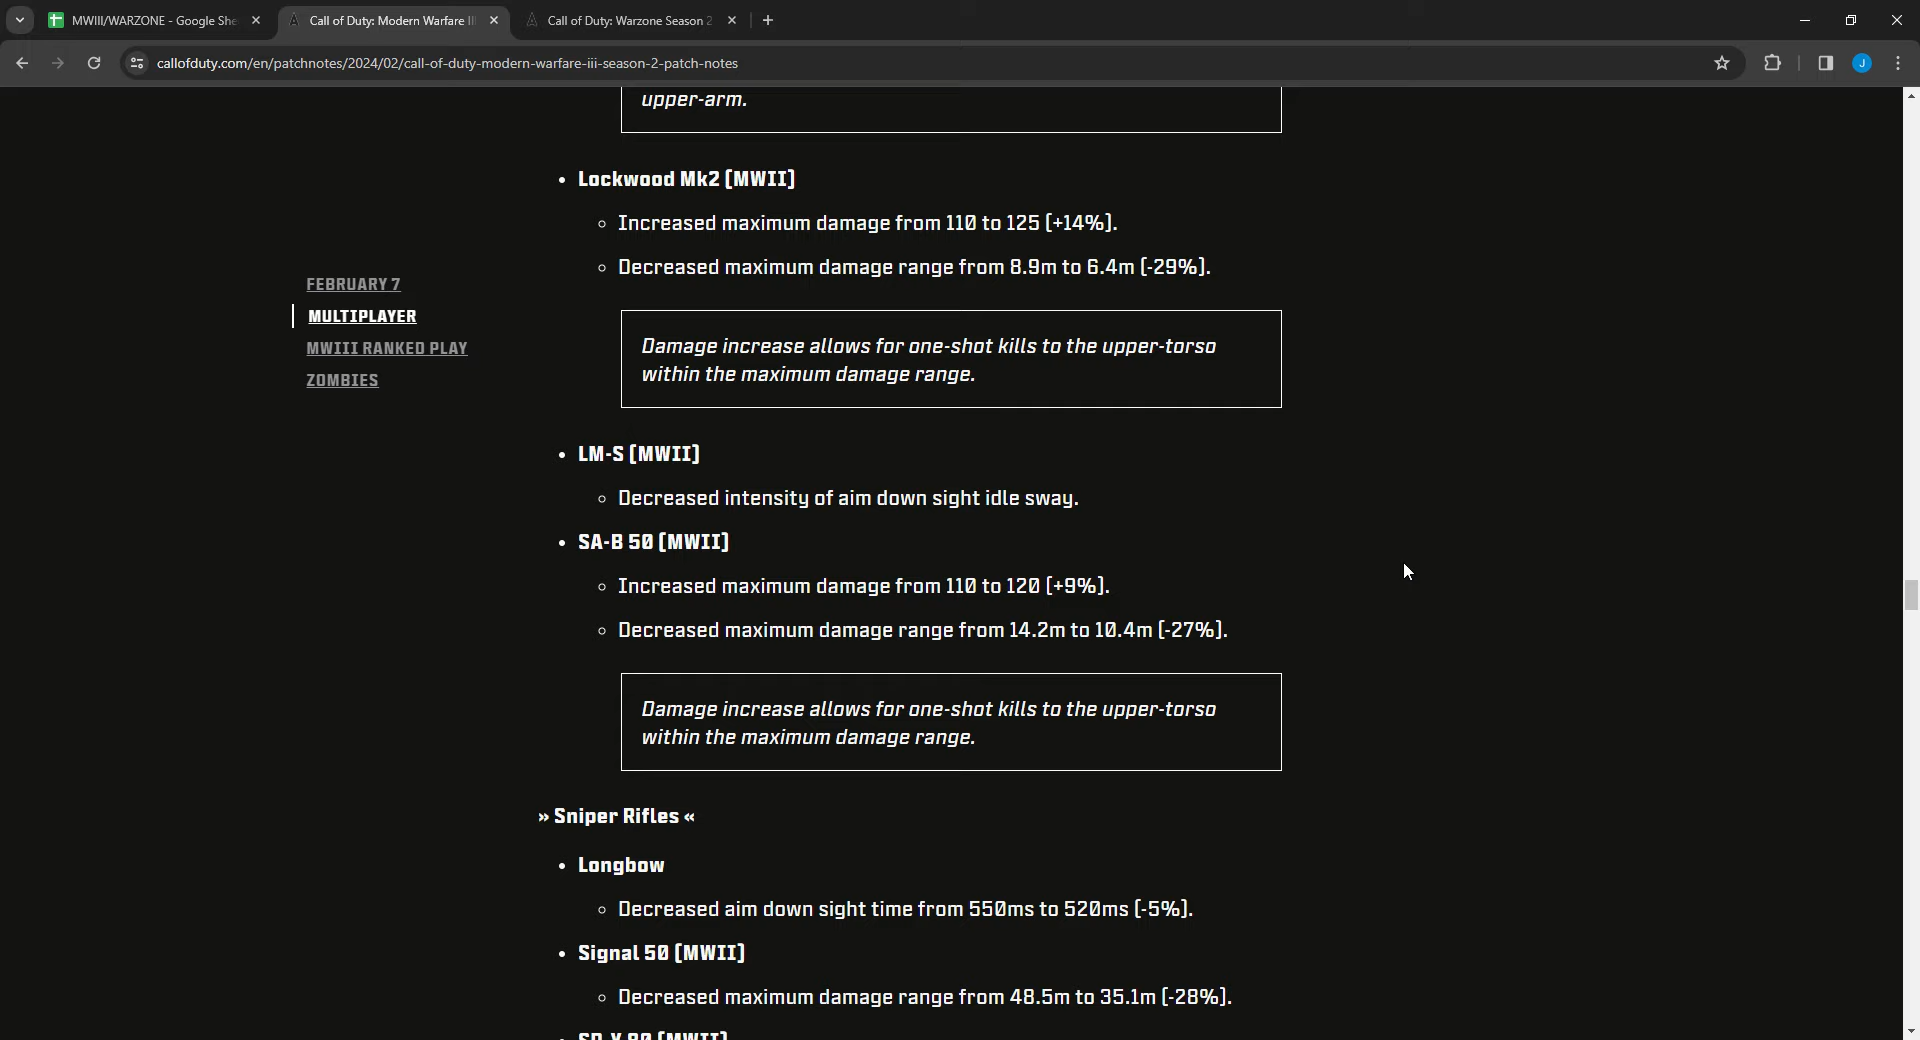 MWIII/WARZONE - Google She
Call of Duty: Modern Warfare III
Call of Duty: Warzone Season 2
callofduty.com/en/patchnotes/2024/02/call-of-duty-modern-warfare-iii-season-2-patch-notes
J
upper-arm.
FEBRUARY 7
MULTIPLAYER
MWIII RANKED PLAY
ZOMBIES
• Lockwood Mk2 [MWII]
◦ Increased maximum damage from 110 to 125 [+14%].
◦ Decreased maximum damage range from 8.9m to 6.4m [-29%].
Damage increase allows for one-shot kills to the upper-torso
within the maximum damage range.
• LM-S [MWII]
◦ Decreased intensity of aim down sight idle sway.
• SA-B 50 [MWII]
◦ Increased maximum damage from 110 to 120 [+9%].
◦ Decreased maximum damage range from 14.2m to 10.4m [-27%].
Damage increase allows for one-shot kills to the upper-torso
within the maximum damage range.
» Sniper Rifles «
• Longbow
◦ Decreased aim down sight time from 550ms to 520ms [-5%].
• Signal 50 [MWII]
◦ Decreased maximum damage range from 48.5m to 35.1m [-28%].
• SP-X 80 [MWII]